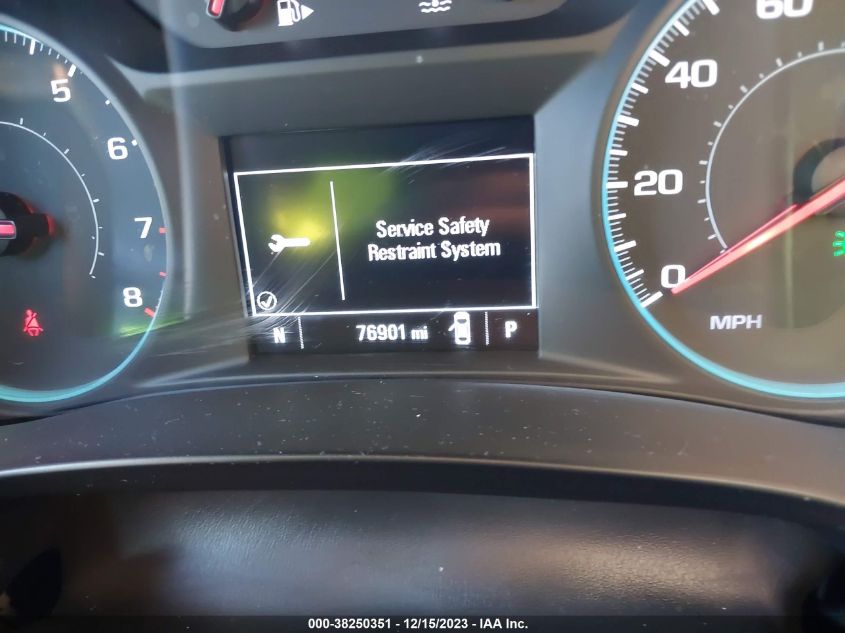 5
6
7
8
60
40
20
0
MPH
Service Safety
Restraint System
N 76901 mi P
000-38250351 - 12/15/2023 - IAA Inc.